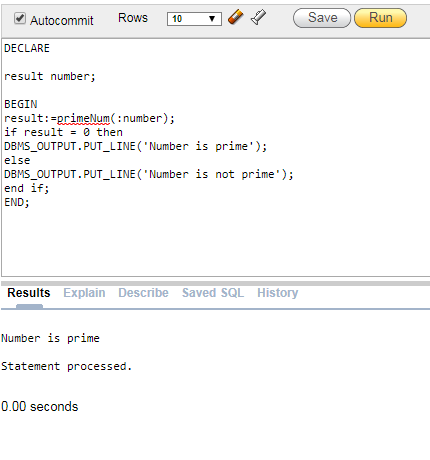 Autocommit Rows 10 Save Run
DECLARE
result number;
BEGIN
result:=primeNum(:number);
if result = 0 then
DBMS_OUTPUT.PUT_LINE('Number is prime');
else
DBMS_OUTPUT.PUT_LINE('Number is not prime');
end if;
END;
Results Explain Describe Saved SQL History
Number is prime
Statement processed.
0.00 seconds